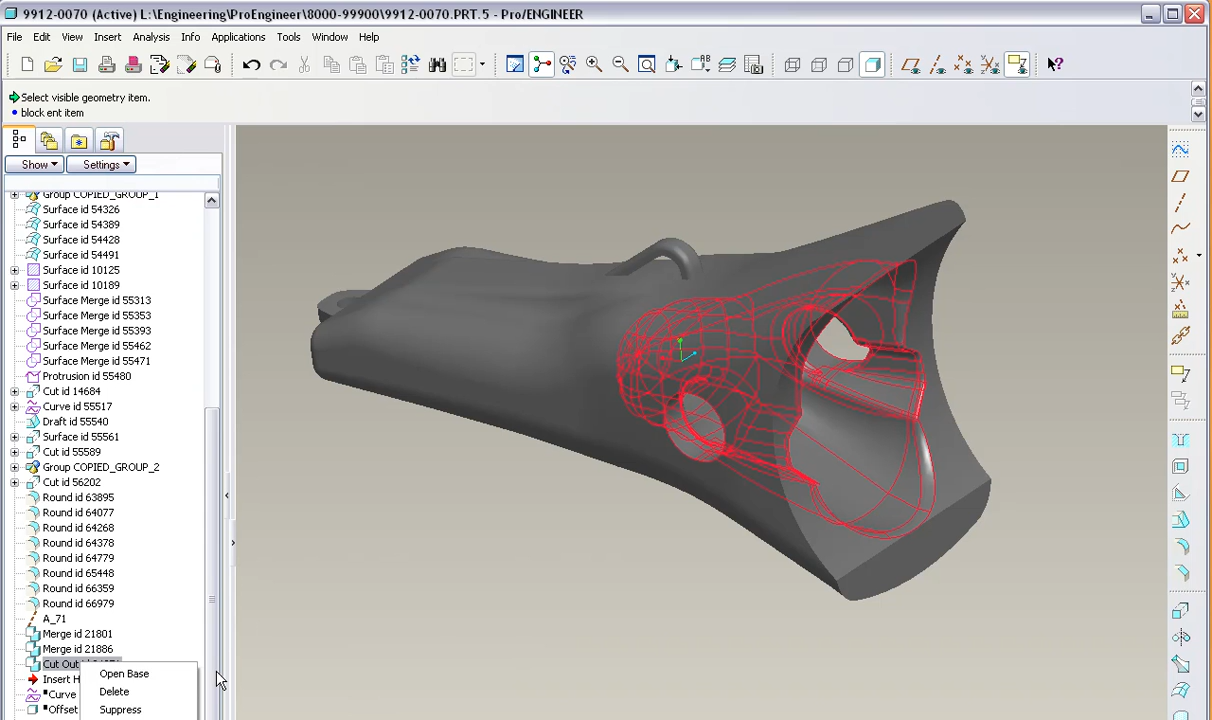 9912-0070 (Active) L:\Engineering\ProEngineer\8000-99900\9912-0070.PRT.5 - Pro/ENGINEER
File Edit View Insert Analysis Info Applications Tools Window Help
Select visible geometry item.
block ent item
Show Settings
Group COPIED_GROUP_1
Surface id 54326
Surface id 54389
Surface id 54428
Surface id 54491
Surface id 10125
Surface id 10189
Surface Merge id 55313
Surface Merge id 55353
Surface Merge id 55393
Surface Merge id 55462
Surface Merge id 55471
Protrusion id 55480
Cut id 14684
Curve id 55517
Draft id 55540
Surface id 55561
Cut id 55589
Group COPIED_GROUP_2
Cut id 56202
Round id 63895
Round id 64077
Round id 64268
Round id 64378
Round id 64779
Round id 65448
Round id 66359
Round id 66979
A_71
Merge id 21801
Merge id 21886
Cut Out
Insert H
Curve
Offset
Open Base
Delete
Suppress